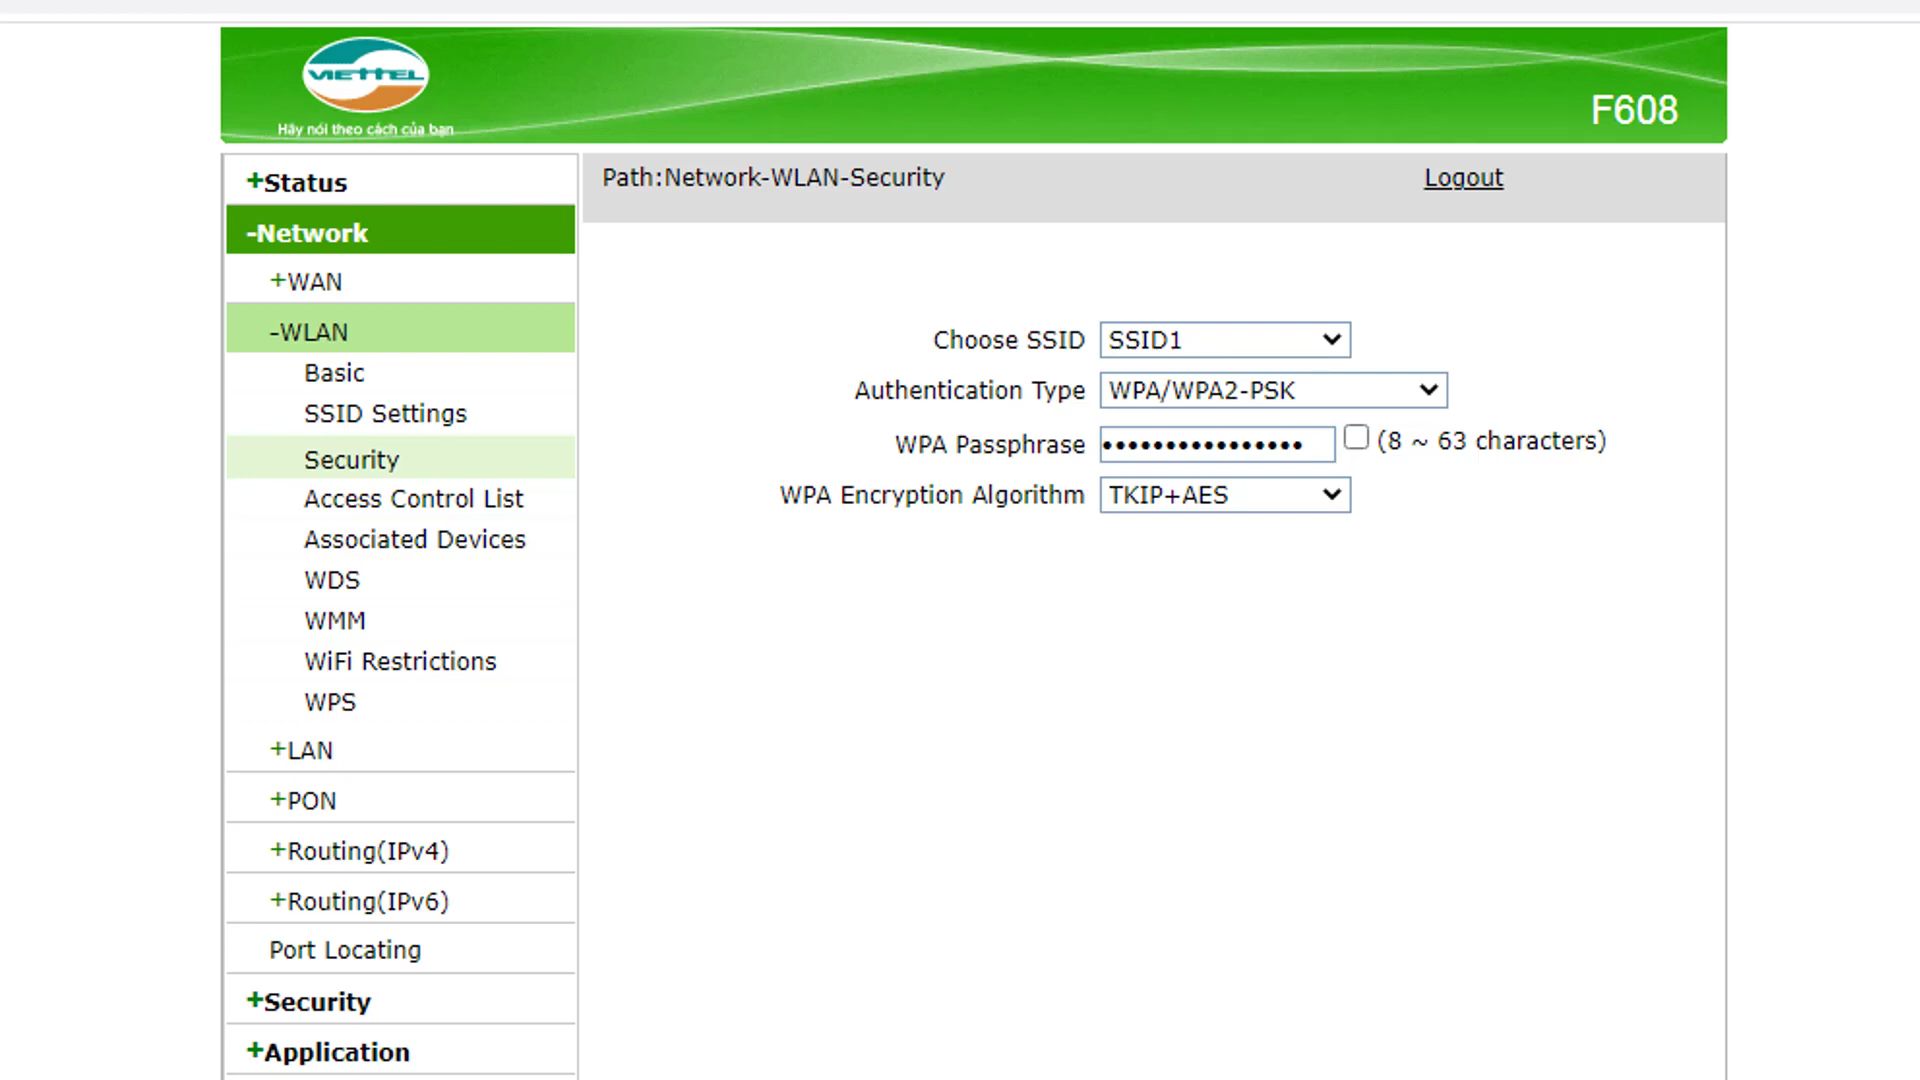 VIETTEL
Hãy nói theo cách của bạn
F608
+Status
-Network
+WAN
-WLAN
Basic
SSID Settings
Security
Access Control List
Associated Devices
WDS
WMM
WiFi Restrictions
WPS
+LAN
+PON
+Routing(IPv4)
+Routing(IPv6)
Port Locating
+Security
+Application
Path:Network-WLAN-Security
Logout
Choose SSID SSID1
Authentication Type WPA/WPA2-PSK
WPA Passphrase •••••••••••••••• (8 ~ 63 characters)
WPA Encryption Algorithm TKIP+AES